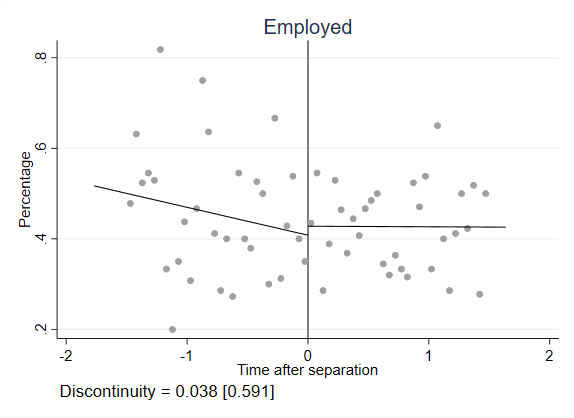 Employed
Percentage
.8
.6
.4
.2
-2 -1 0 1 2
Time after separation
Discontinuity = 0.038 [0.591]